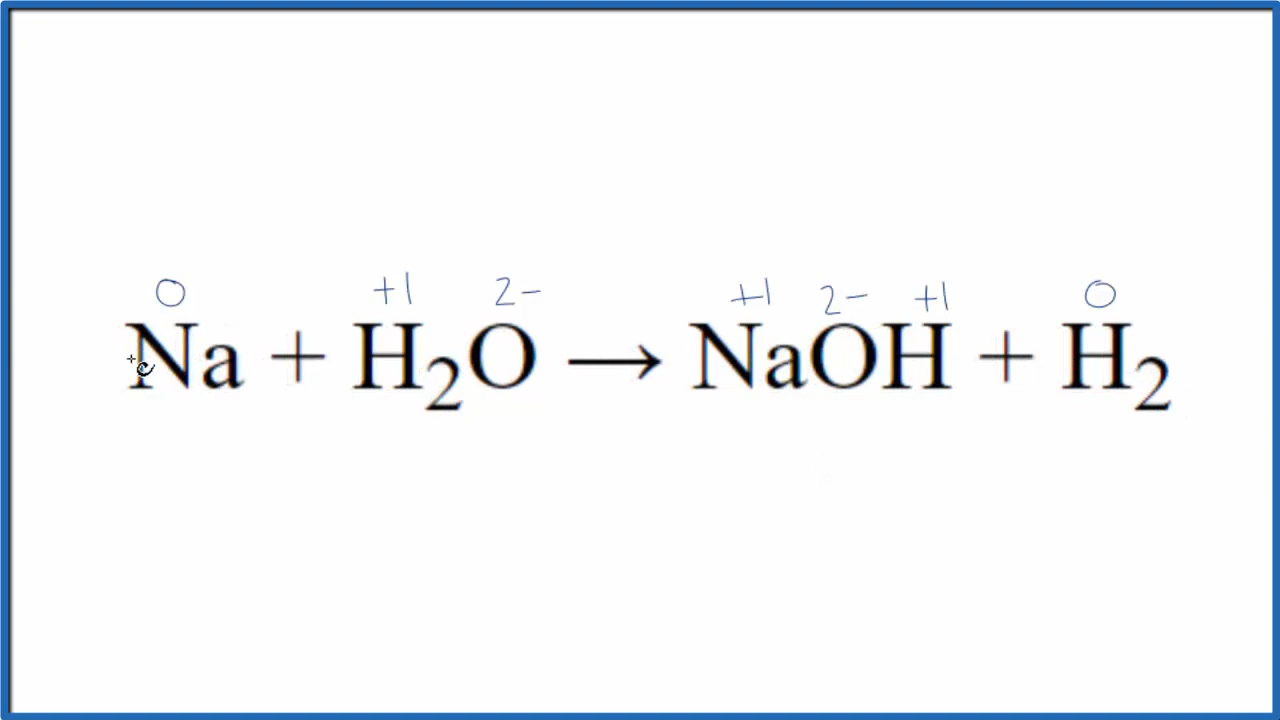 0 +1 2- +1 2- +1 0
Na + H₂O → NaOH + H₂